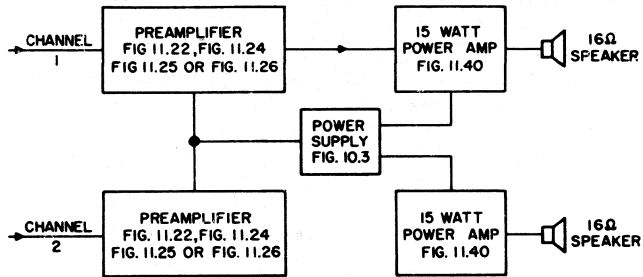 CHANNEL
1
PREAMPLIFIER
FIG 11.22, FIG. 11.24
FIG 11.25 OR FIG. 11.26
15 WATT
POWER AMP
FIG. 11.40
16Ω
SPEAKER
POWER
SUPPLY
FIG. 10.3
CHANNEL
2
PREAMPLIFIER
FIG. 11.22, FIG. 11.24
FIG. 11.25 OR FIG. 11.26
15 WATT
POWER AMP
FIG. 11.40
16Ω
SPEAKER